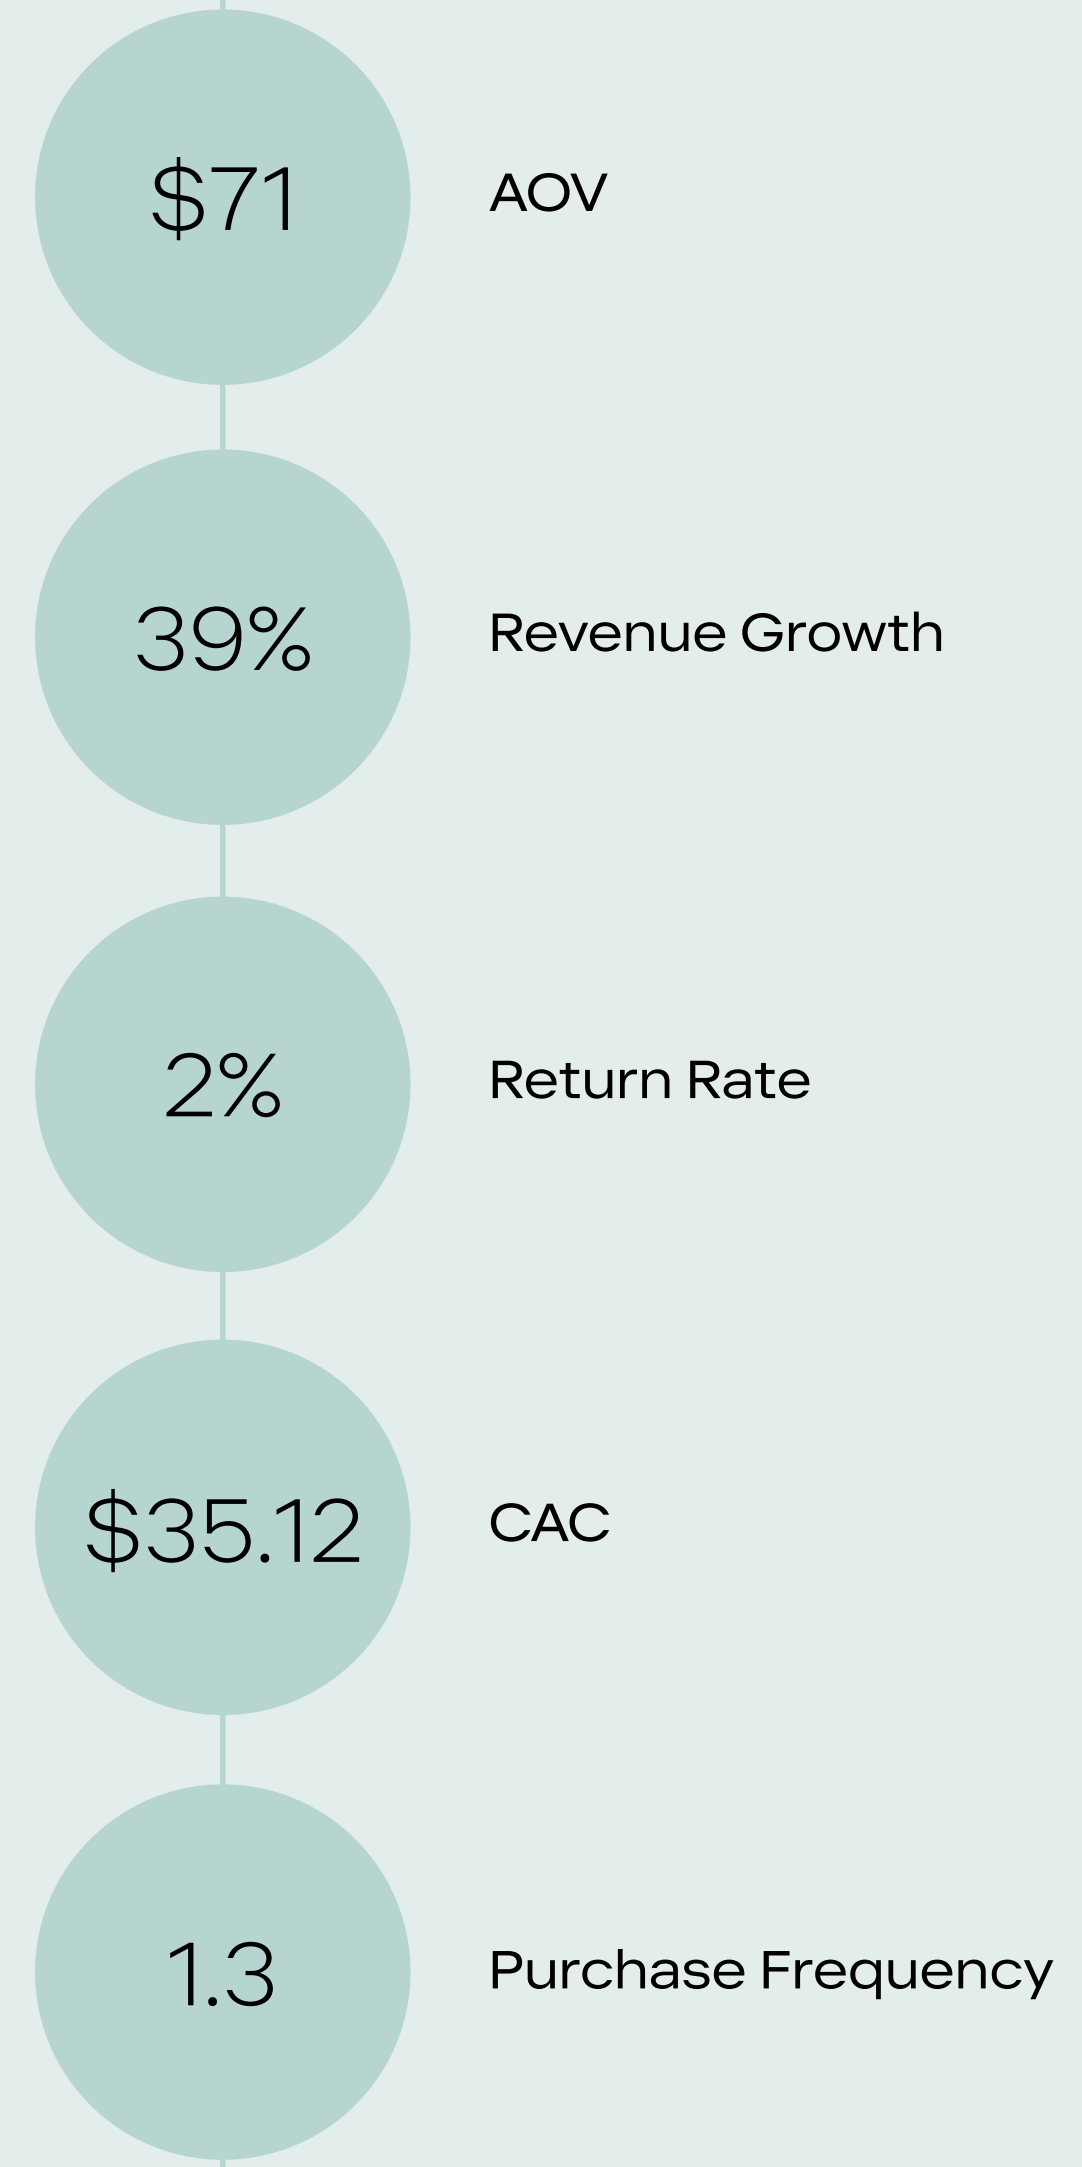 $71
AOV
39%
Revenue Growth
2%
Return Rate
$35.12
CAC
1.3
Purchase Frequency